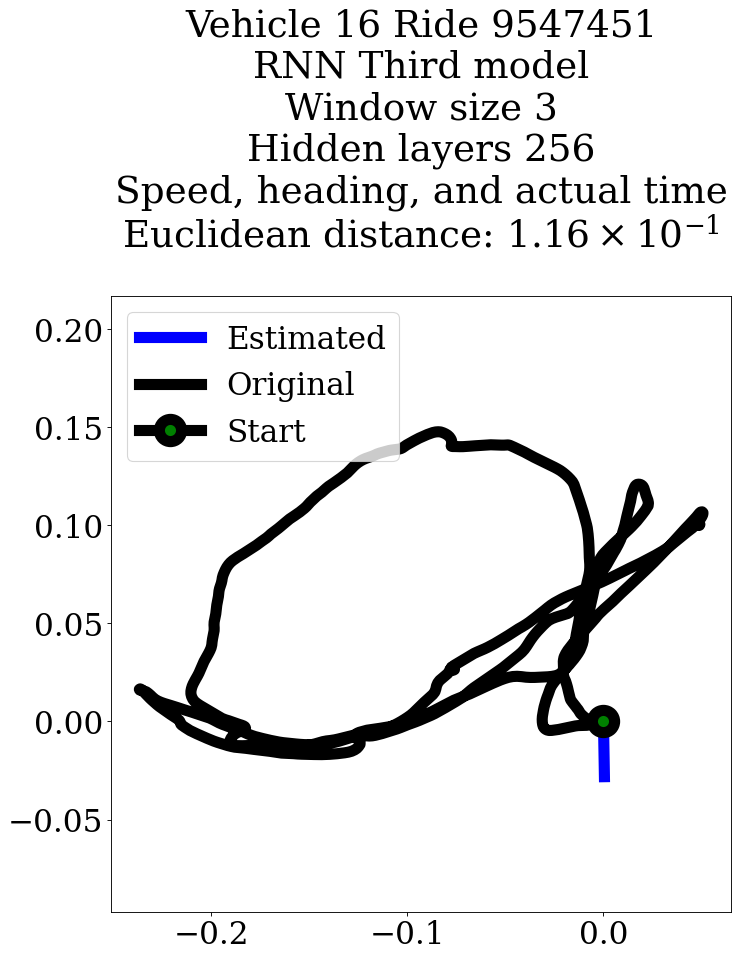 Vehicle 16 Ride 9547451
RNN Third model
Window size 3
Hidden layers 256
Speed, heading, and actual time
Euclidean distance: 1.16 × 10⁻¹
Estimated
Original
Start
0.20
0.15
0.10
0.05
0.00
−0.05
−0.2
−0.1
0.0